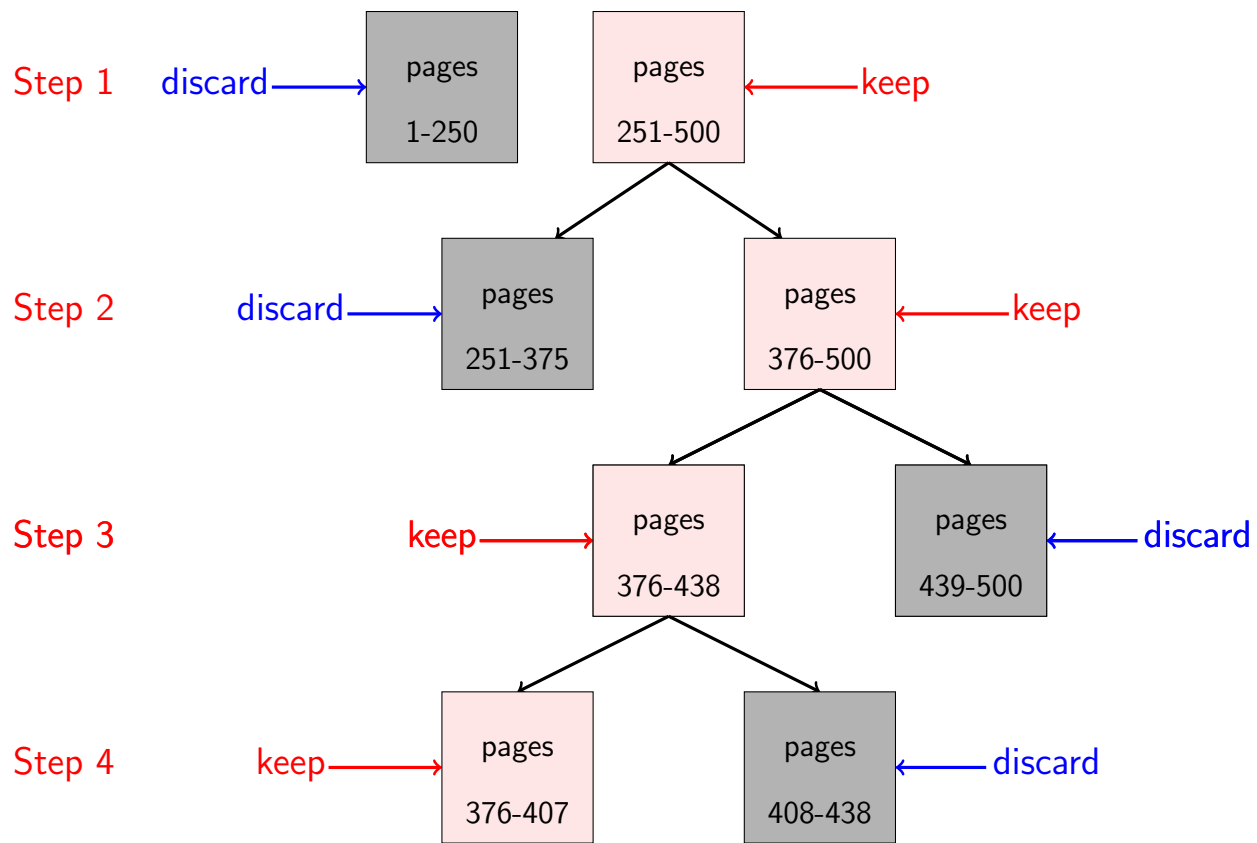 Step 1
discard
pages
1-250
pages
251-500
keep
Step 2
discard
pages
251-375
pages
376-500
keep
Step 3
keep
pages
376-438
pages
439-500
discard
Step 4
keep
pages
376-407
pages
408-438
discard